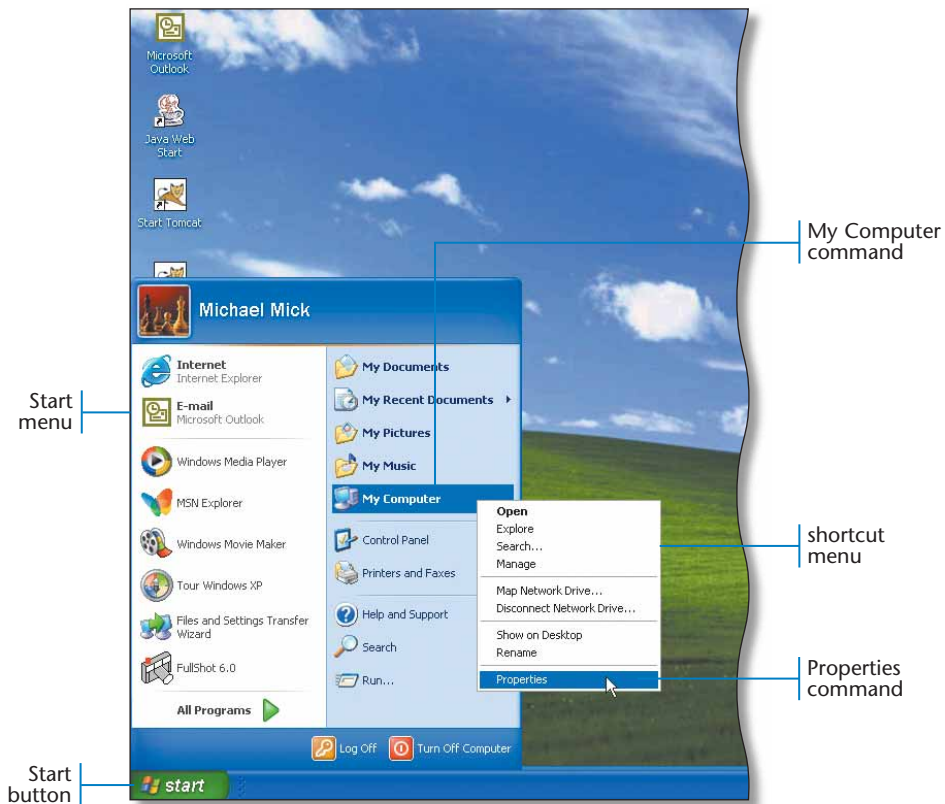 Microsoft
Outlook
Java Web
Start
Start Tomcat
My Computer
command
Michael Mick
Internet
Internet Explorer
E-mail
Microsoft Outlook
Windows Media Player
MSN Explorer
Windows Movie Maker
Tour Windows XP
Files and Settings Transfer
Wizard
FullShot 6.0
All Programs
My Documents
My Recent Documents
My Pictures
My Music
My Computer
Control Panel
Printers and Faxes
Help and Support
Search
Run...
Open
Explore
Search...
Manage
Map Network Drive...
Disconnect Network Drive...
Show on Desktop
Rename
Properties
Start
menu
shortcut
menu
Properties
command
Log Off
Turn Off Computer
Start
button
start